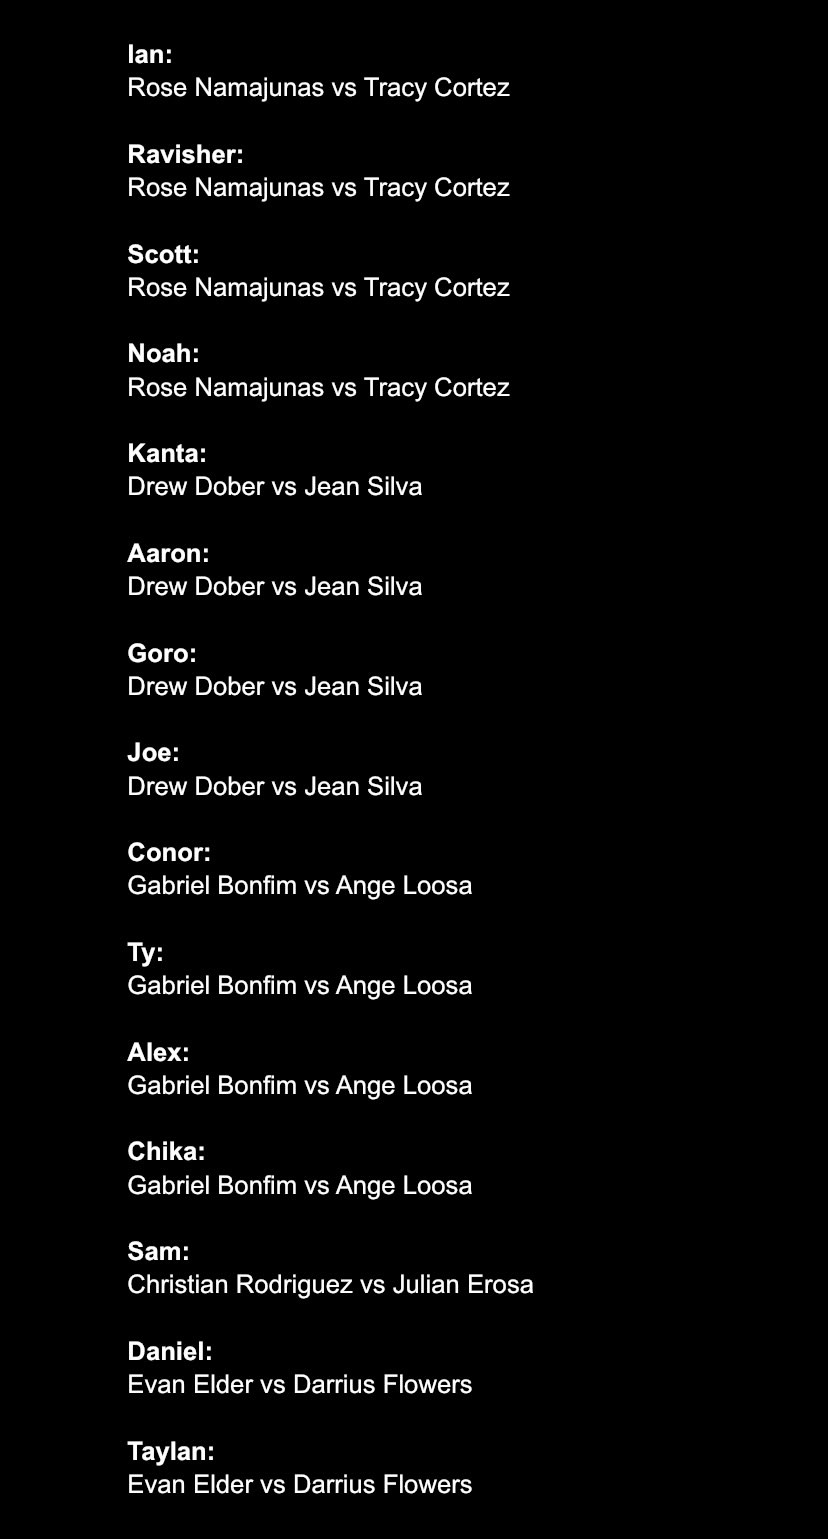 Ian:
Rose Namajunas vs Tracy Cortez
Ravisher:
Rose Namajunas vs Tracy Cortez
Scott:
Rose Namajunas vs Tracy Cortez
Noah:
Rose Namajunas vs Tracy Cortez
Kanta:
Drew Dober vs Jean Silva
Aaron:
Drew Dober vs Jean Silva
Goro:
Drew Dober vs Jean Silva
Joe:
Drew Dober vs Jean Silva
Conor:
Gabriel Bonfim vs Ange Loosa
Ty:
Gabriel Bonfim vs Ange Loosa
Alex:
Gabriel Bonfim vs Ange Loosa
Chika:
Gabriel Bonfim vs Ange Loosa
Sam:
Christian Rodriguez vs Julian Erosa
Daniel:
Evan Elder vs Darrius Flowers
Taylan:
Evan Elder vs Darrius Flowers